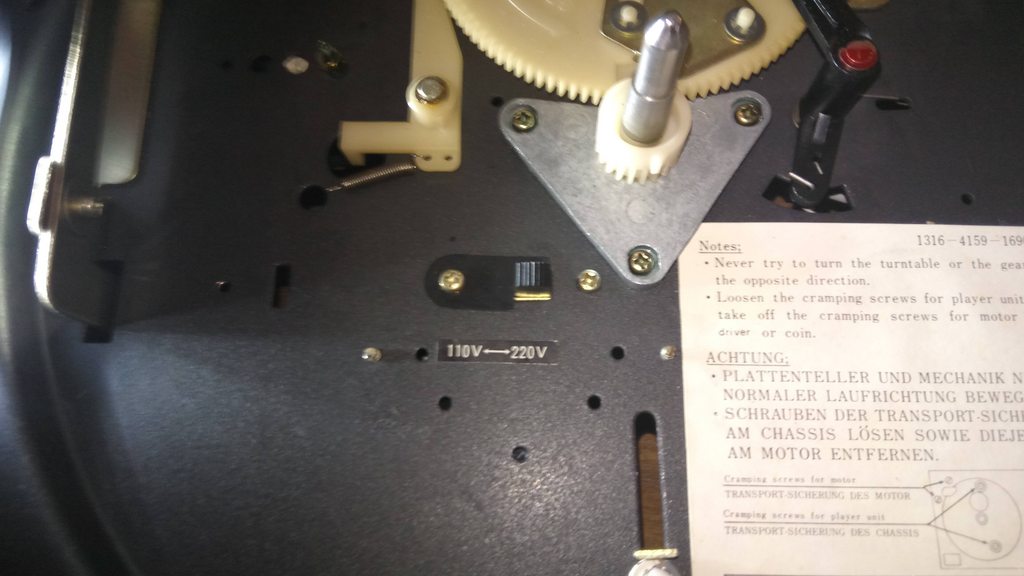 110V←→220V
Notes;
1316-4159-169
• Never try to turn the turntable or the gea
the opposite direction.
• Loosen the cramping screws for player unit
take off the cramping screws for motor
driver or coin.
ACHTUNG;
• PLATTENTELLER UND MECHANIK N
NORMALER LAUFRICHTUNG BEWEG
• SCHRAUBEN DER TRANSPORT-SICH
AM CHASSIS LÖSEN SOWIE DIEJE
AM MOTOR ENTFERNEN.
Cramping screws for motor
TRANSPORT-SICHERUNG DES MOTOR
Cramping screws for player unit
TRANSPORT-SICHERUNG DES CHASSIS